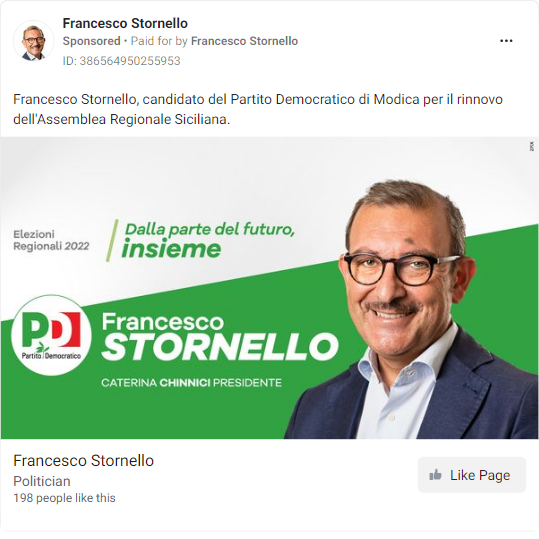 Francesco Stornello
Sponsored • Paid for by Francesco Stornello
ID: 386564950255953
Francesco Stornello, candidato del Partito Democratico di Modica per il rinnovo
dell'Assemblea Regionale Siciliana.
Elezioni
Regionali 2022
Dalla parte del futuro,
insieme
PD
Partito Democratico
Francesco
STORNELLO
CATERINA CHINNICI PRESIDENTE
Francesco Stornello
Politician
198 people like this
Like Page